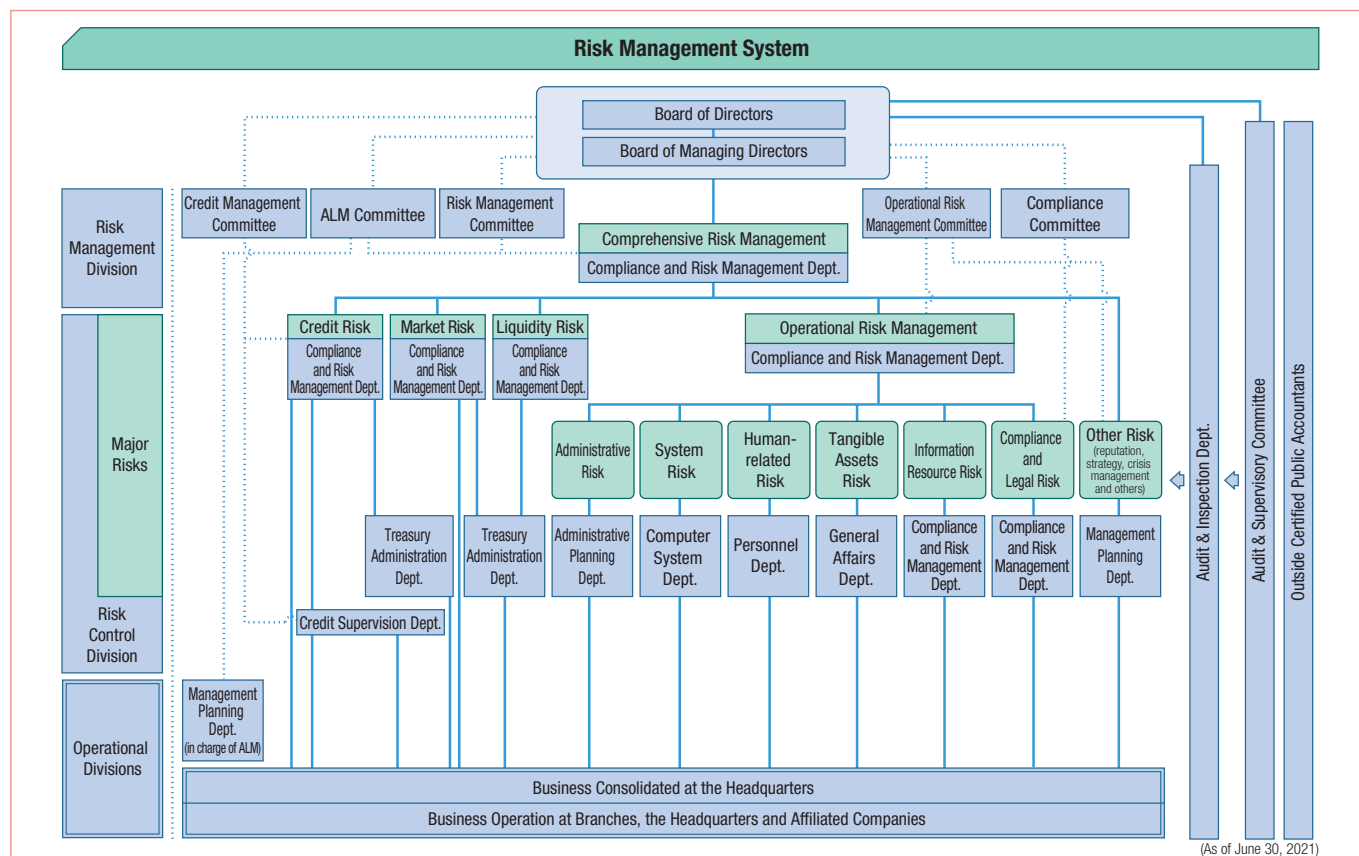 Risk Management System
Board of Directors
Board of Managing Directors
Risk
Management
Division
Credit Management
Committee
ALM Committee
Risk Management
Committee
Operational Risk
Management Committee
Compliance
Committee
Comprehensive Risk Management
Compliance and Risk Management Dept.
Major
Risks
Risk
Control
Division
Credit Risk
Compliance
and Risk
Management Dept.
Market Risk
Compliance
and Risk
Management Dept.
Liquidity Risk
Compliance
and Risk
Management Dept.
Operational Risk Management
Compliance and Risk Management Dept.
Administrative
Risk
System
Risk
Human-
related
Risk
Tangible
Assets
Risk
Information
Resource Risk
Compliance
and
Legal Risk
Other Risk
(reputation,
strategy, crisis
management
and others)
Treasury
Administration
Dept.
Treasury
Administration
Dept.
Administrative
Planning Dept.
Computer
System Dept.
Personnel
Dept.
General
Affairs Dept.
Compliance
and Risk
Management
Dept.
Compliance
and Risk
Management
Dept.
Management
Planning
Dept.
Credit Supervision Dept.
Operational
Divisions
Management
Planning
Dept.
(in charge of ALM)
Business Consolidated at the Headquarters
Business Operation at Branches, the Headquarters and Affiliated Companies
Audit & Inspection Dept.
Audit & Supervisory Committee
Outside Certified Public Accountants
(As of June 30, 2021)